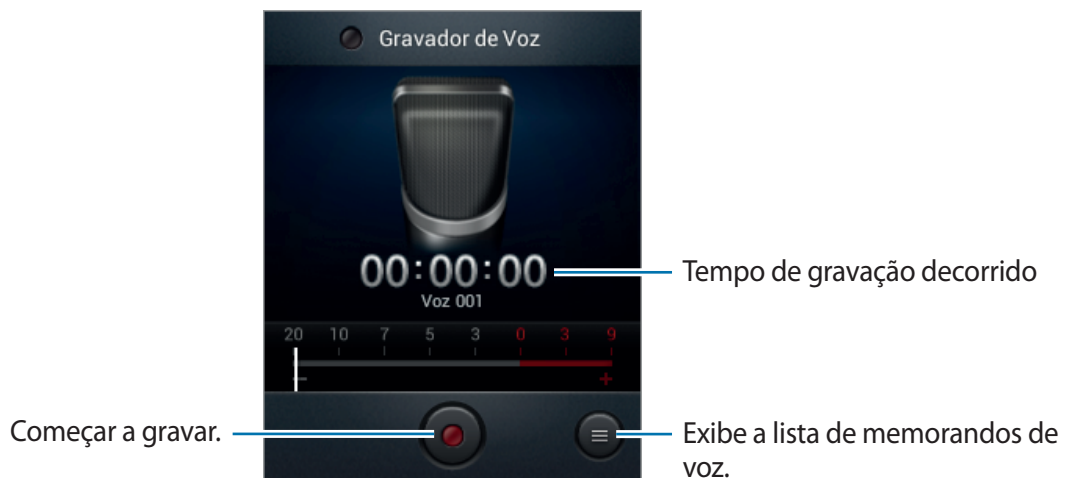 Gravador de Voz
00:00:00
Tempo de gravação decorrido
Voz 001
20 10 7 5 3 0 3 9
− +
Começar a gravar.
Exibe a lista de memorandos de
voz.